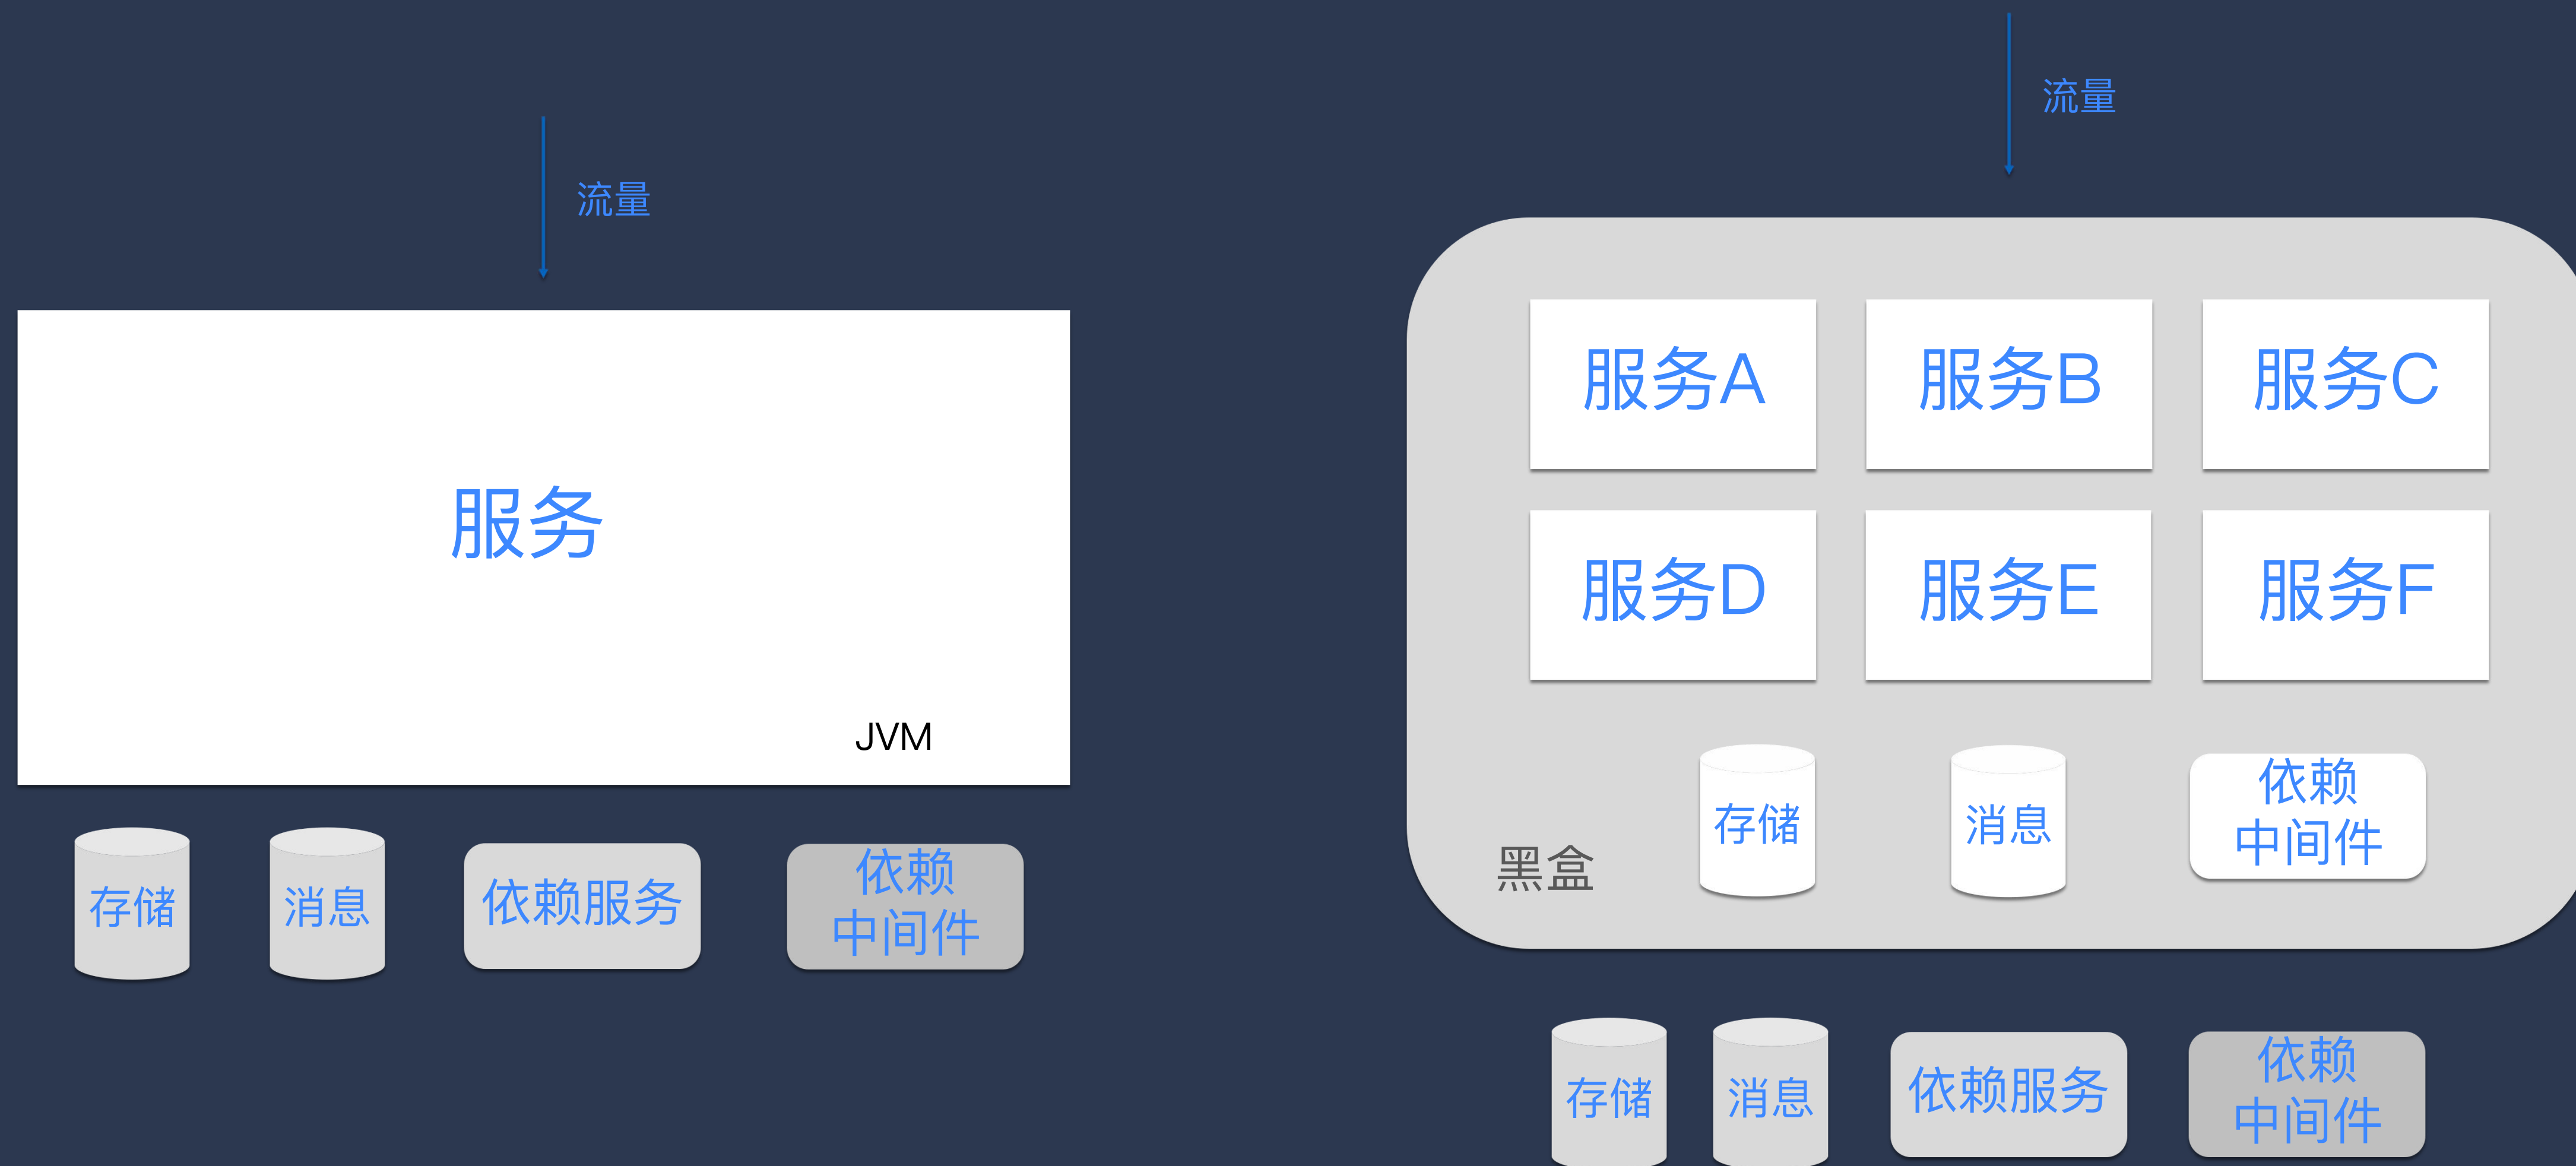 流量
服务
JVM
存储
消息
依赖服务
依赖
中间件
流量
服务A
服务B
服务C
服务D
服务E
服务F
黑盒
存储
消息
依赖
中间件
存储
消息
依赖服务
依赖
中间件